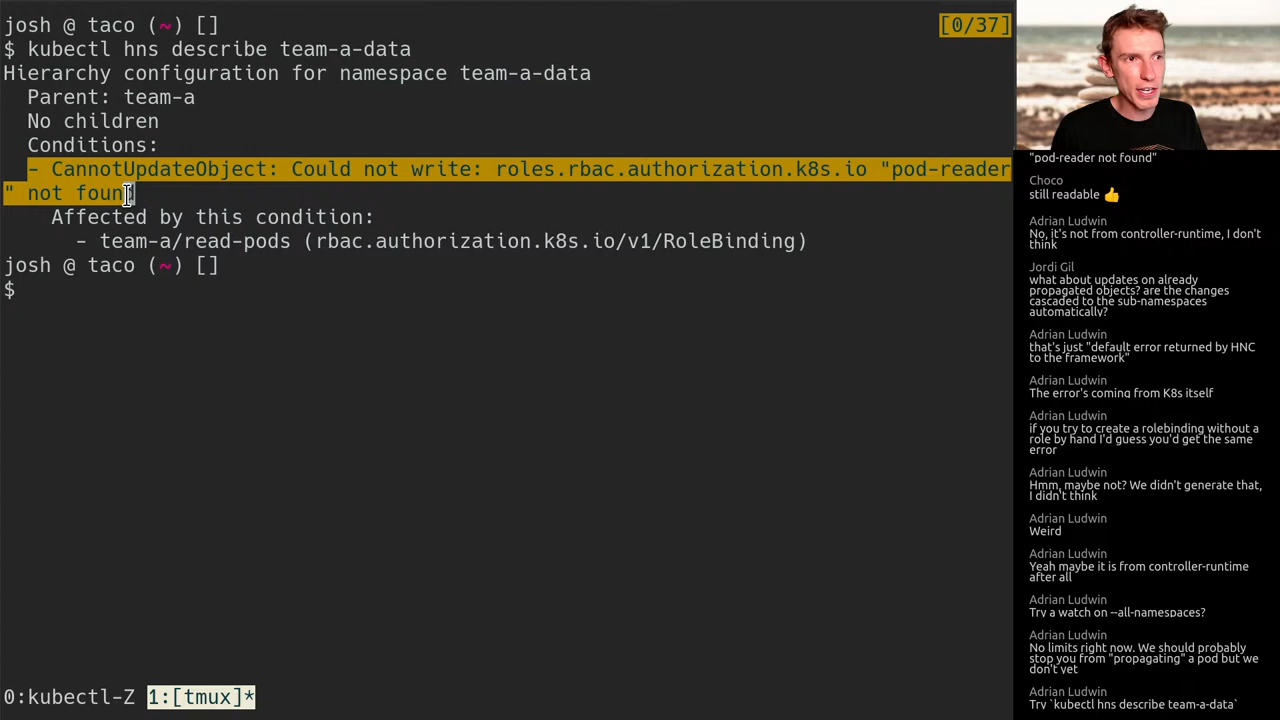 josh @ taco (~) []
[0/37]
$ kubectl hns describe team-a-data
Hierarchy configuration for namespace team-a-data
Parent: team-a
No children
Conditions:
- CannotUpdateObject: Could not write: roles.rbac.authorization.k8s.io "pod-reader
" not found
Affected by this condition:
- team-a/read-pods (rbac.authorization.k8s.io/v1/RoleBinding)
josh @ taco (~) []
$
0:kubectl-Z 1:[tmux]*
"pod-reader not found"
Choco
still readable 👍
Adrian Ludwin
No, it's not from controller-runtime, I don't
think
Jordi Gil
what about updates on already
propagated objects? are the changes
cascaded to the sub-namespaces
automatically?
Adrian Ludwin
that's just "default error returned by HNC
to the framework"
Adrian Ludwin
The error's coming from K8s itself
Adrian Ludwin
if you try to create a rolebinding without a
role by hand I'd guess you'd get the same
error
Adrian Ludwin
Hmm, maybe not? We didn't generate that,
I didn't think
Adrian Ludwin
Weird
Adrian Ludwin
Yeah maybe it is from controller-runtime
after all
Adrian Ludwin
Try a watch on --all-namespaces?
Adrian Ludwin
No limits right now. We should probably
stop you from "propagating" a pod but we
don't yet
Adrian Ludwin
Try `kubectl hns describe team-a-data`